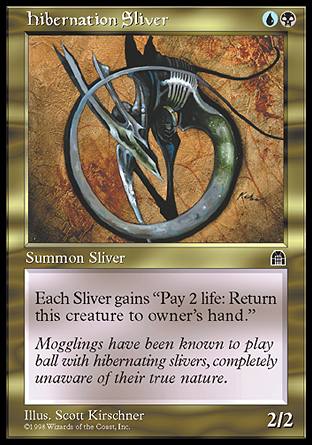 Hibernation Sliver
Summon Sliver
Each Sliver gains “Pay 2 life: Return
this creature to owner's hand.”
Mogglings have been known to play
ball with hibernating slivers, completely
unaware of their true nature.
Illus. Scott Kirschner
©1998 Wizards of the Coast, Inc.
2/2